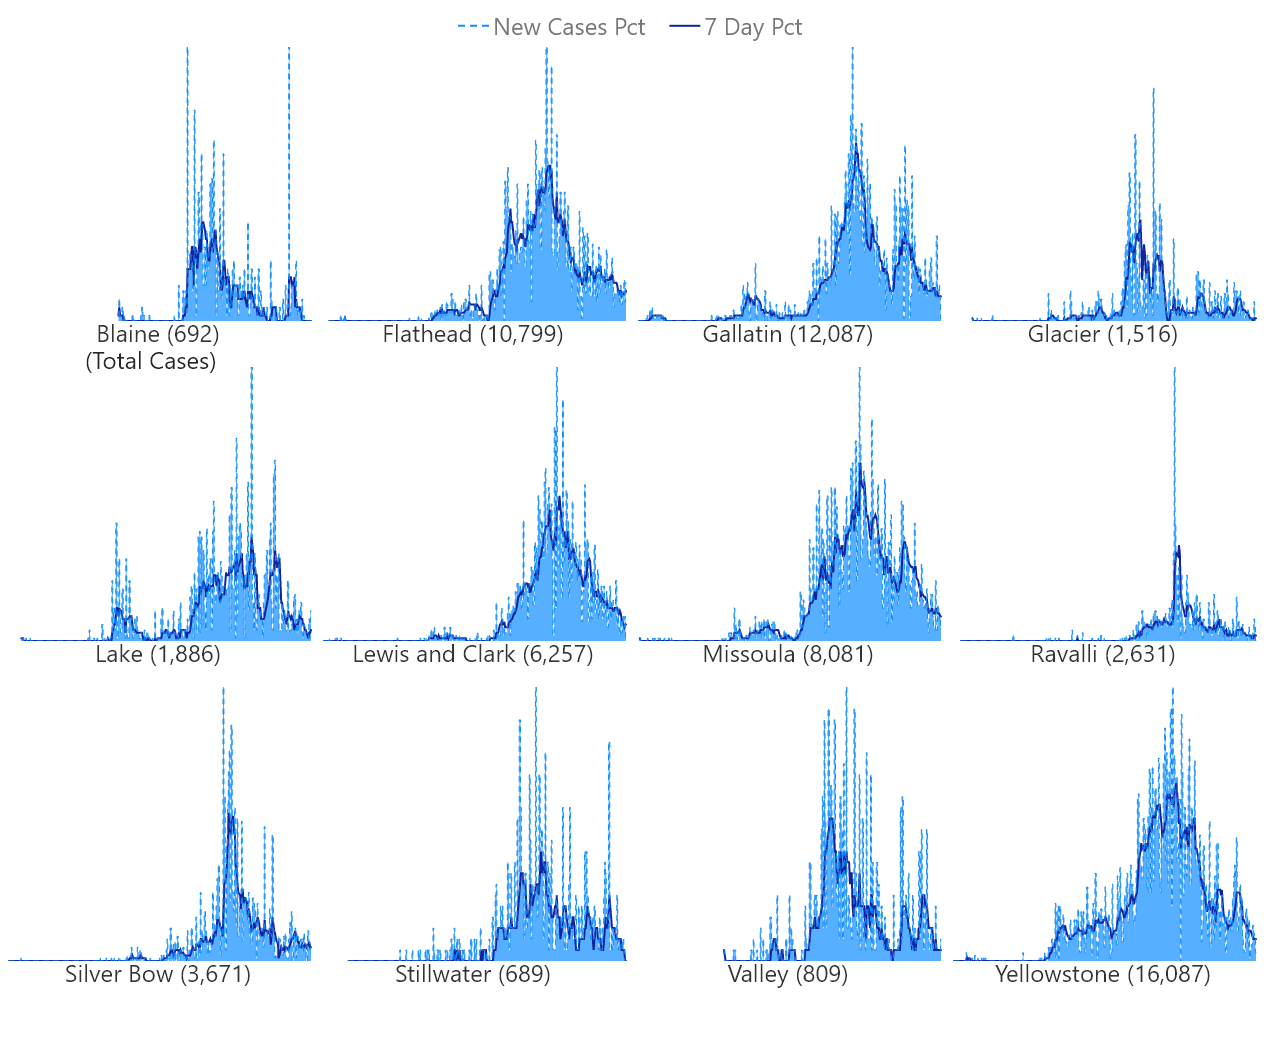 New Cases Pct 7 Day Pct
Blaine (692) Flathead (10,799) Gallatin (12,087) Glacier (1,516)
(Total Cases)
Lake (1,886) Lewis and Clark (6,257) Missoula (8,081) Ravalli (2,631)
Silver Bow (3,671) Stillwater (689) Valley (809) Yellowstone (16,087)